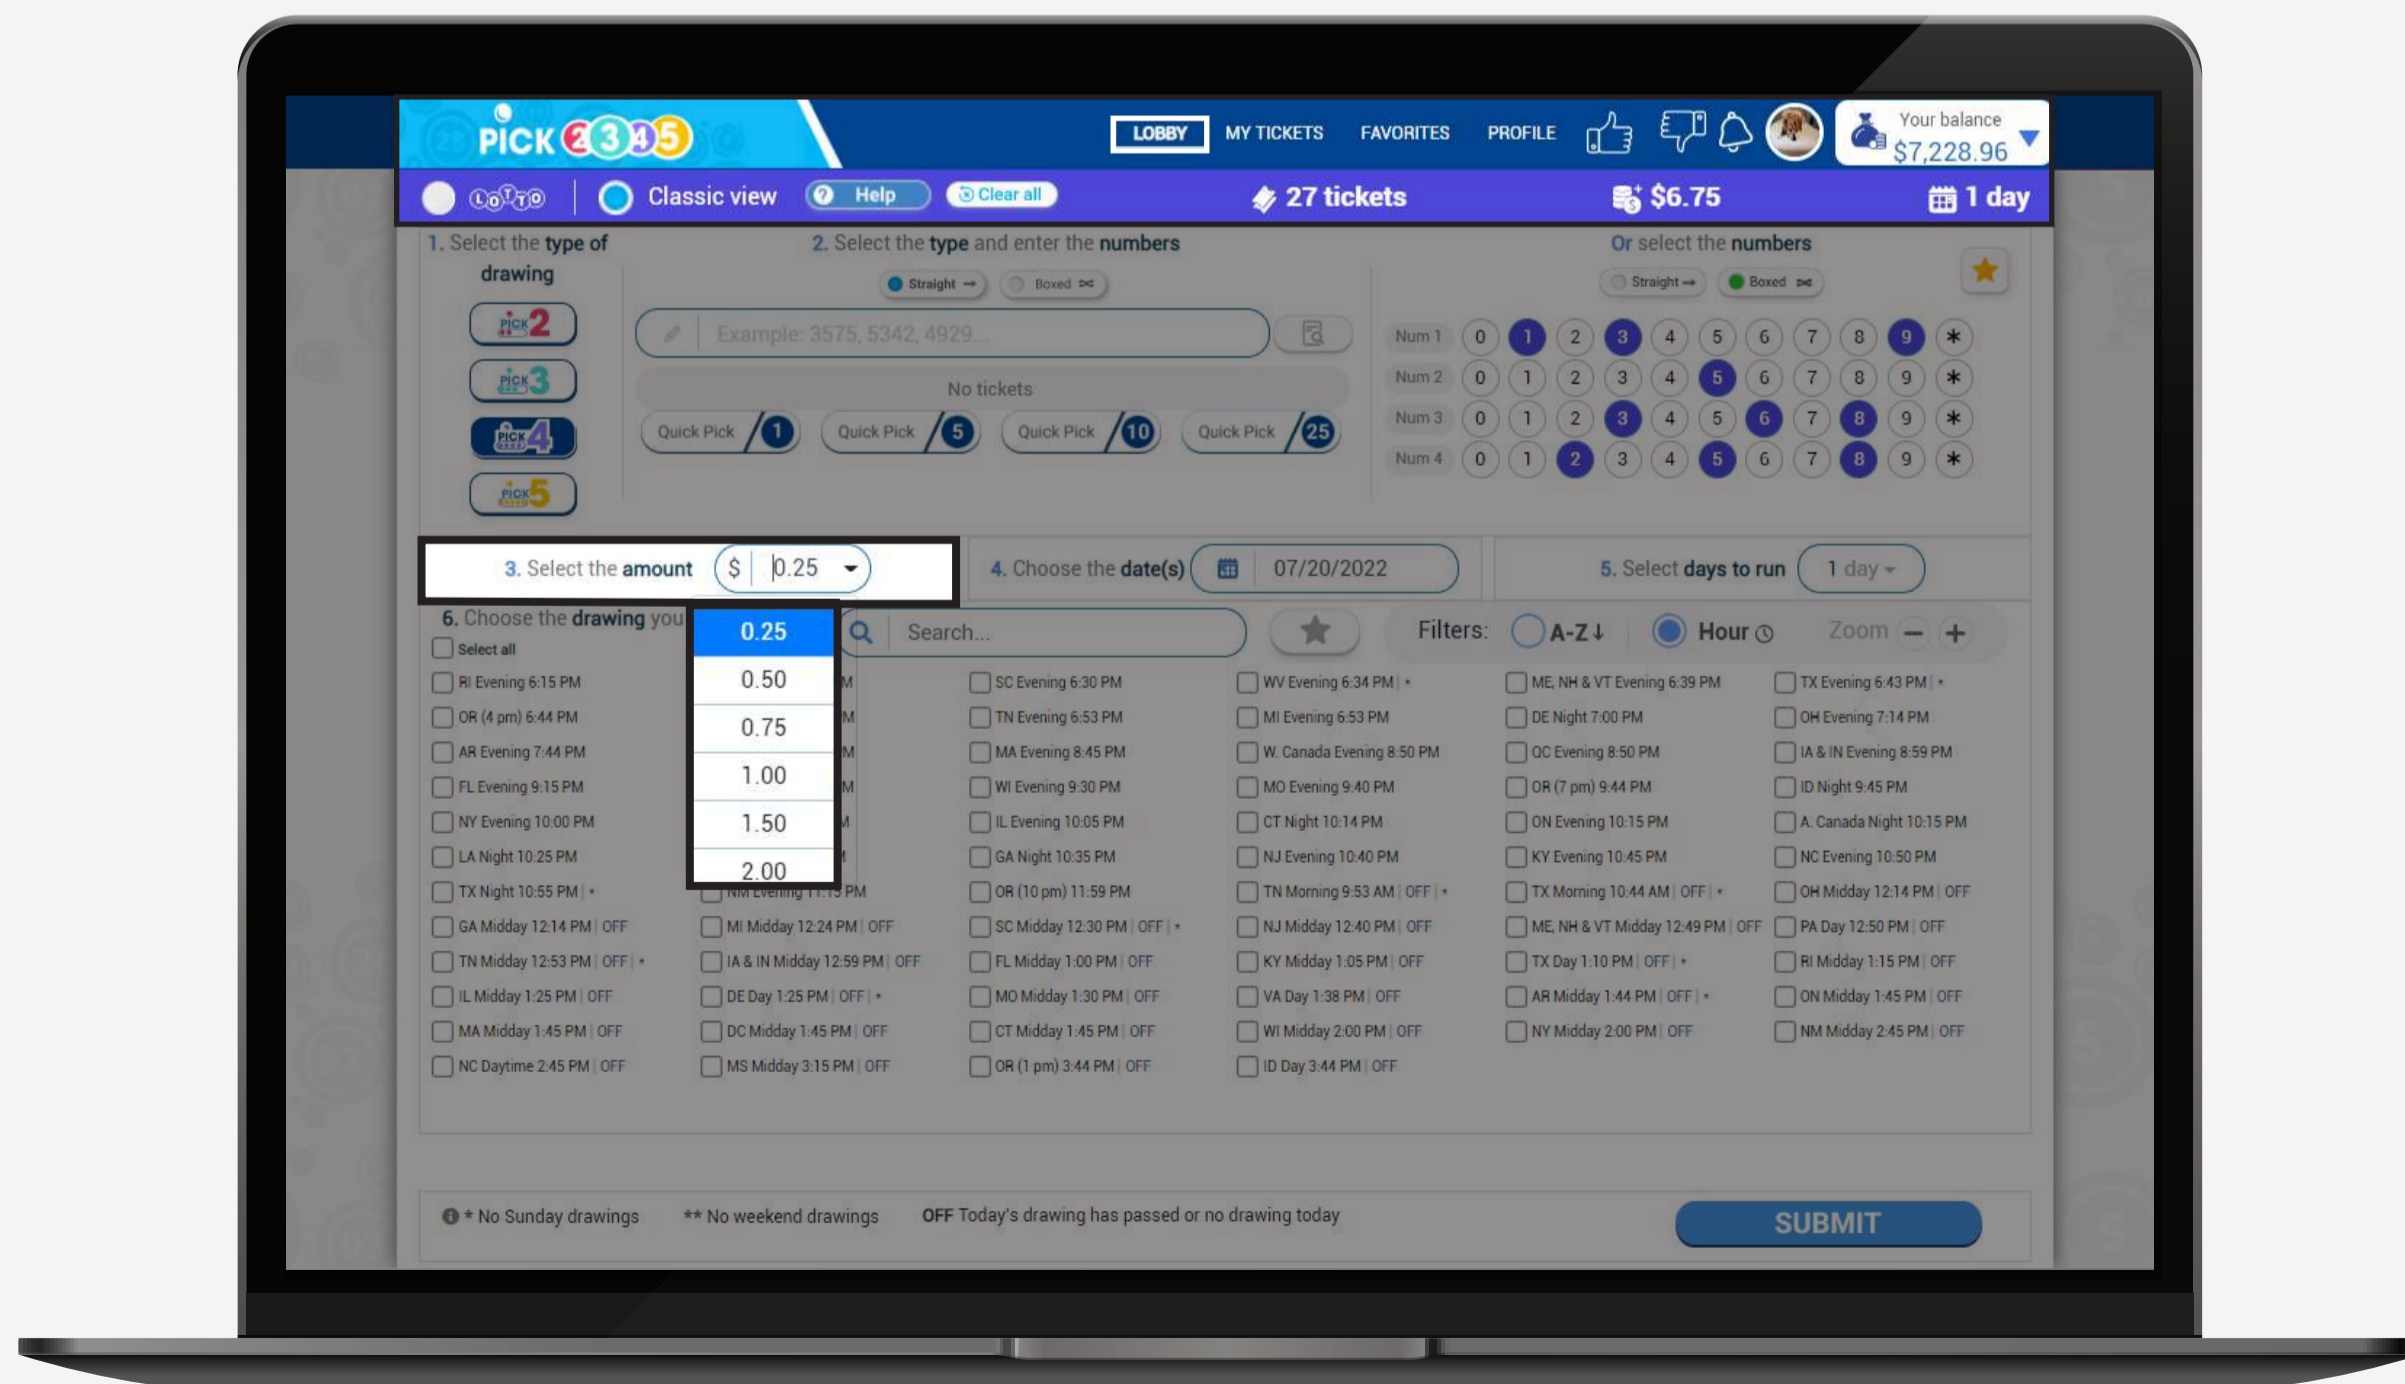 PICK 2345
LOBBY MY TICKETS FAVORITES PROFILE Your balance
$7,228.96
LOTTO Classic view Help Clear all 27 tickets $6.75 1 day
1. Select the type of drawing
2. Select the type and enter the numbers
Or select the numbers
Straight → Boxed
Straight → Boxed
PICK2
PICK3
PICK4
PICK5
Example: 3575, 5342, 4929...
No tickets
Quick Pick 1 Quick Pick 5 Quick Pick 10 Quick Pick 25
Num 1 0 1 2 3 4 5 6 7 8 9 *
Num 2 0 1 2 3 4 5 6 7 8 9 *
Num 3 0 1 2 3 4 5 6 7 8 9 *
Num 4 0 1 2 3 4 5 6 7 8 9 *
3. Select the amount $ 0.25
4. Choose the date(s) 07/20/2022
5. Select days to run 1 day
0.25
0.50
0.75
1.00
1.50
2.00
6. Choose the drawing you Search... Filters: A-Z↓ Hour Zoom − +
Select all
RI Evening 6:15 PM M SC Evening 6:30 PM WV Evening 6:34 PM | * ME, NH & VT Evening 6:39 PM TX Evening 6:43 PM | *
OR (4 pm) 6:44 PM M TN Evening 6:53 PM MI Evening 6:53 PM DE Night 7:00 PM OH Evening 7:14 PM
AR Evening 7:44 PM M MA Evening 8:45 PM W. Canada Evening 8:50 PM QC Evening 8:50 PM IA & IN Evening 8:59 PM
FL Evening 9:15 PM M WI Evening 9:30 PM MO Evening 9:40 PM OR (7 pm) 9:44 PM ID Night 9:45 PM
NY Evening 10:00 PM IL Evening 10:05 PM CT Night 10:14 PM ON Evening 10:15 PM A. Canada Night 10:15 PM
LA Night 10:25 PM GA Night 10:35 PM NJ Evening 10:40 PM KY Evening 10:45 PM NC Evening 10:50 PM
TX Night 10:55 PM | * NM Evening 11:15 PM OR (10 pm) 11:59 PM TN Morning 9:53 AM | OFF | * TX Morning 10:44 AM | OFF | * OH Midday 12:14 PM | OFF
GA Midday 12:14 PM | OFF MI Midday 12:24 PM | OFF SC Midday 12:30 PM | OFF | * NJ Midday 12:40 PM | OFF ME, NH & VT Midday 12:49 PM | OFF PA Day 12:50 PM | OFF
TN Midday 12:53 PM | OFF | * IA & IN Midday 12:59 PM | OFF FL Midday 1:00 PM | OFF KY Midday 1:05 PM | OFF TX Day 1:10 PM | OFF | * RI Midday 1:15 PM | OFF
IL Midday 1:25 PM | OFF DE Day 1:25 PM | OFF | * MO Midday 1:30 PM | OFF VA Day 1:38 PM | OFF AR Midday 1:44 PM | OFF | * ON Midday 1:45 PM | OFF
MA Midday 1:45 PM | OFF DC Midday 1:45 PM | OFF CT Midday 1:45 PM | OFF WI Midday 2:00 PM | OFF NY Midday 2:00 PM | OFF NM Midday 2:45 PM | OFF
NC Daytime 2:45 PM | OFF MS Midday 3:15 PM | OFF OR (1 pm) 3:44 PM | OFF ID Day 3:44 PM | OFF
* No Sunday drawings ** No weekend drawings OFF Today's drawing has passed or no drawing today SUBMIT